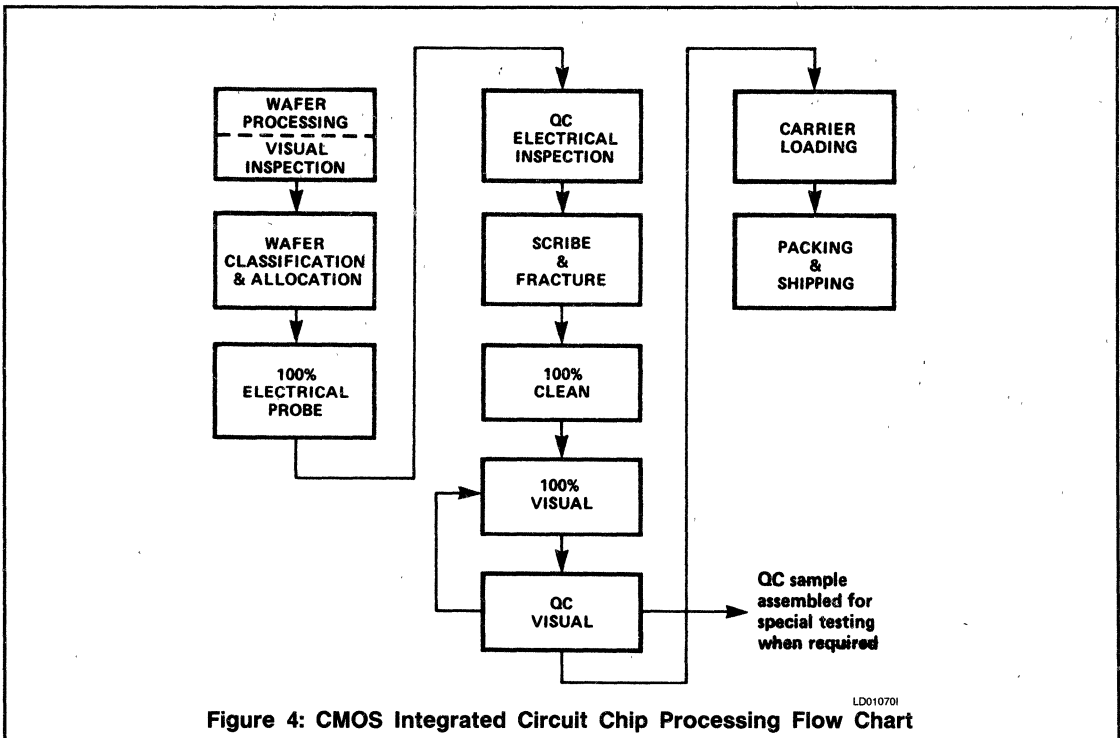 WAFER
PROCESSING
VISUAL
INSPECTION
WAFER
CLASSIFICATION
& ALLOCATION
100%
ELECTRICAL
PROBE
QC
ELECTRICAL
INSPECTION
SCRIBE
&
FRACTURE
100%
CLEAN
100%
VISUAL
QC
VISUAL
QC sample
assembled for
special testing
when required
CARRIER
LOADING
PACKING
&
SHIPPING
LD01070I
Figure 4: CMOS Integrated Circuit Chip Processing Flow Chart